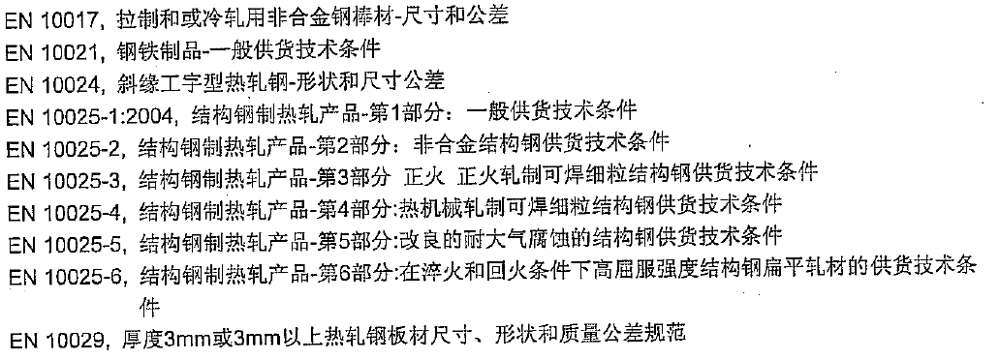 EN 10017, 拉制和或冷轧用非合金钢棒材-尺寸和公差
EN 10021, 钢铁制品-一般供货技术条件
EN 10024, 斜缘工字型热轧钢-形状和尺寸公差
EN 10025-1:2004, 结构钢制热轧产品-第1部分：一般供货技术条件
EN 10025-2, 结构钢制热轧产品-第2部分：非合金结构钢供货技术条件
EN 10025-3, 结构钢制热轧产品-第3部分 正火 正火轧制可焊细粒结构钢供货技术条件
EN 10025-4, 结构钢制热轧产品-第4部分:热机械轧制可焊细粒结构钢供货技术条件
EN 10025-5, 结构钢制热轧产品-第5部分:改良的耐大气腐蚀的结构钢供货技术条件
EN 10025-6, 结构钢制热轧产品-第6部分:在淬火和回火条件下高屈服强度结构钢扁平轧材的供货技术条
件
EN 10029, 厚度3mm或3mm以上热轧钢板材尺寸、形状和质量公差规范